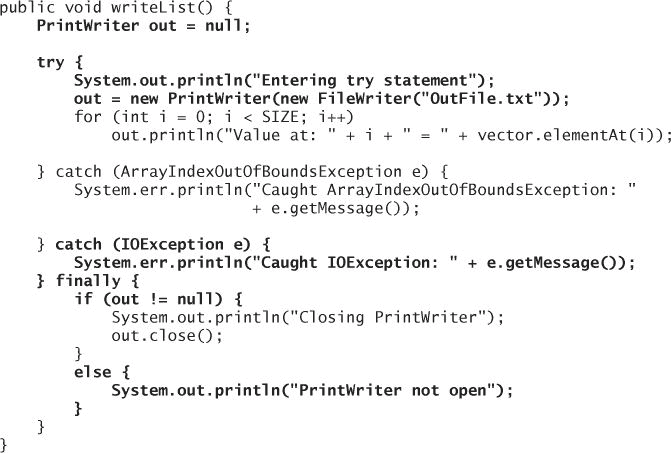 public void writeList() {
    PrintWriter out = null;

    try {
        System.out.println("Entering try statement");
        out = new PrintWriter(new FileWriter("OutFile.txt"));
        for (int i = 0; i < SIZE; i++)
            out.println("Value at: " + i + " = " + vector.elementAt(i));

    } catch (ArrayIndexOutOfBoundsException e) {
        System.err.println("Caught ArrayIndexOutOfBoundsException: "
                           + e.getMessage());

    } catch (IOException e) {
        System.err.println("Caught IOException: " + e.getMessage());
    } finally {
        if (out != null) {
            System.out.println("Closing PrintWriter");
            out.close();
        }
        else {
            System.out.println("PrintWriter not open");
        }
    }
}